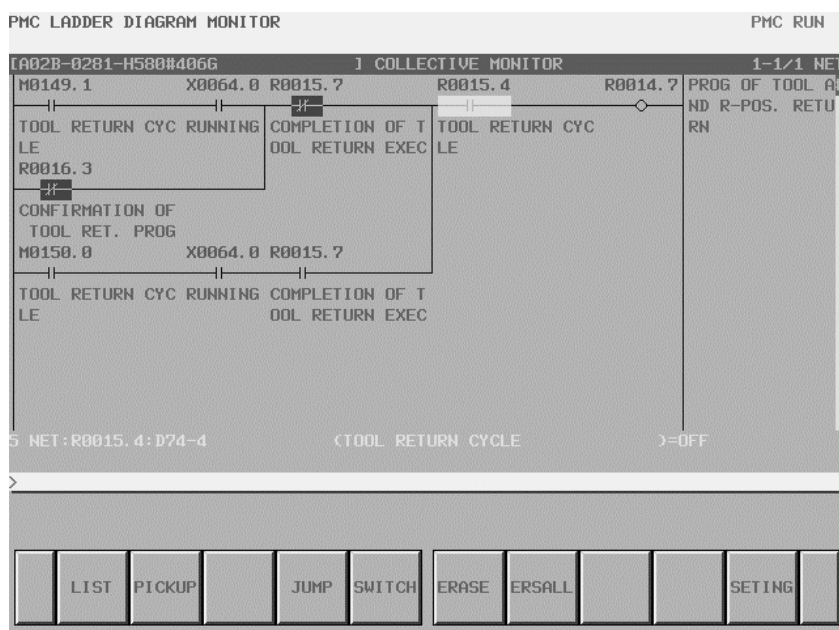 PMC LADDER DIAGRAM MONITOR PMC RUN
[A02B-0281-H580#406G ] COLLECTIVE MONITOR 1-1/1 NE
M0149.1 X0064.0 R0015.7 R0015.4 R0014.7 PROG OF TOOL A
ND R-POS. RETU
TOOL RETURN CYC RUNNING COMPLETION OF T TOOL RETURN CYC RN
LE OOL RETURN EXEC LE
R0016.3
CONFIRMATION OF
TOOL RET. PROG
M0150.0 X0064.0 R0015.7
TOOL RETURN CYC RUNNING COMPLETION OF T
LE OOL RETURN EXEC
5 NET:R0015.4:D74-4 (TOOL RETURN CYCLE )=OFF
>
LIST PICKUP JUMP SWITCH ERASE ERSALL SETING